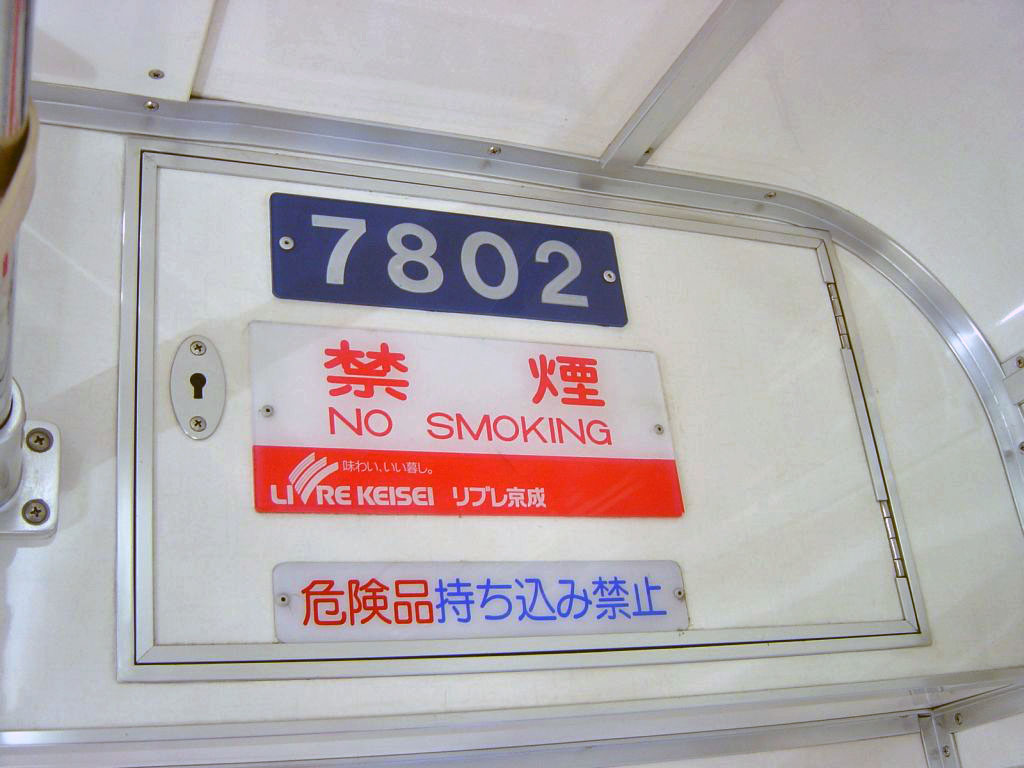 7802
禁 煙
NO SMOKING
味わい、いい暮し。
LIVRE KEISEI リブレ京成
危険品持ち込み禁止